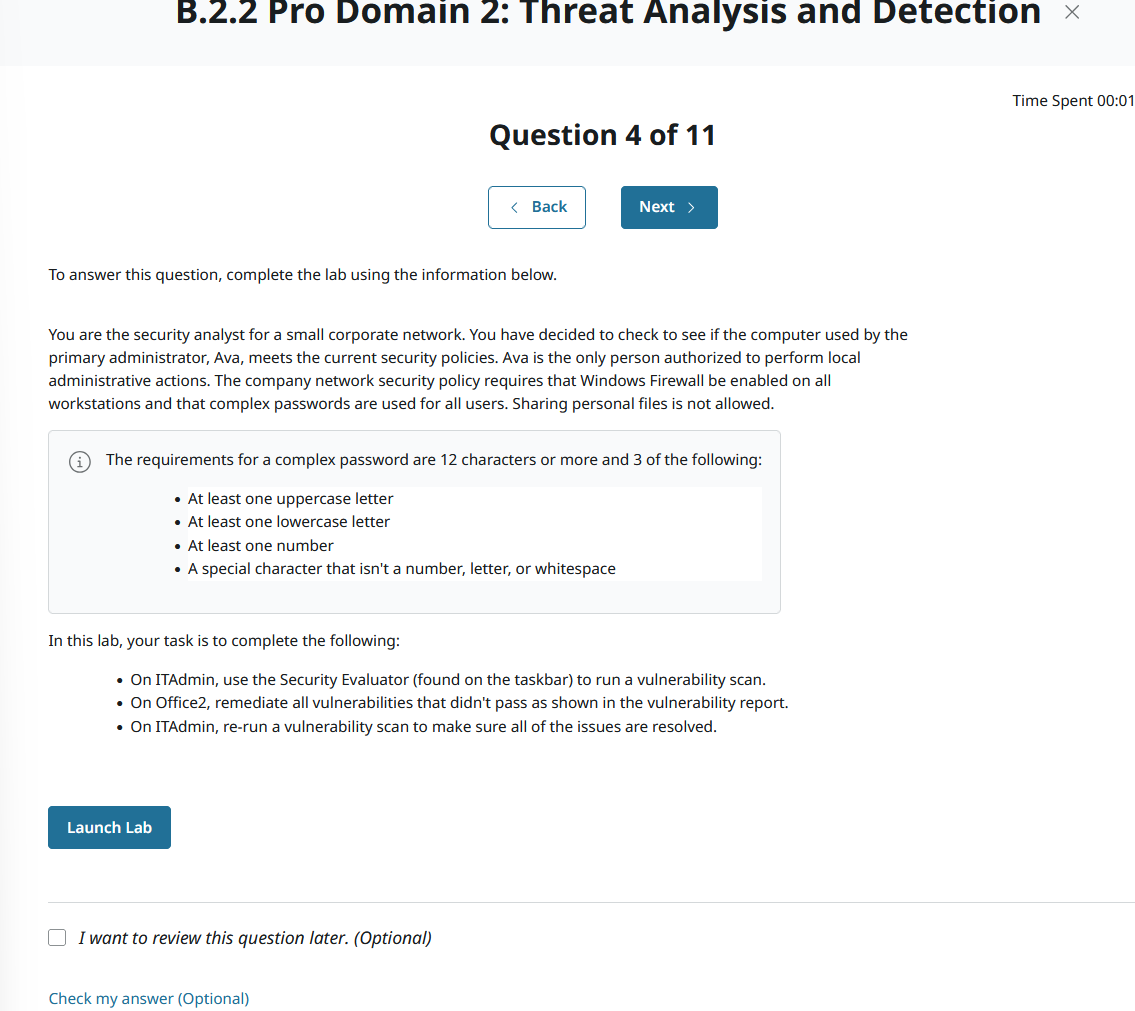 B.2.2 Pro Domain 2: Threat Analysis and Detection
Time Spent 00:01
Question 4 of 11
Back
Next
To answer this question, complete the lab using the information below.
You are the security analyst for a small corporate network. You have decided to check to see if the computer used by the
primary administrator, Ava, meets the current security policies. Ava is the only person authorized to perform local
administrative actions. The company network security policy requires that Windows Firewall be enabled on all
workstations and that complex passwords are used for all users. Sharing personal files is not allowed.
The requirements for a complex password are 12 characters or more and 3 of the following:
• At least one uppercase letter
• At least one lowercase letter
• At least one number
• A special character that isn't a number, letter, or whitespace
In this lab, your task is to complete the following:
• On ITAdmin, use the Security Evaluator (found on the taskbar) to run a vulnerability scan.
• On Office2, remediate all vulnerabilities that didn't pass as shown in the vulnerability report.
• On ITAdmin, re-run a vulnerability scan to make sure all of the issues are resolved.
Launch Lab
I want to review this question later. (Optional)
Check my answer (Optional)